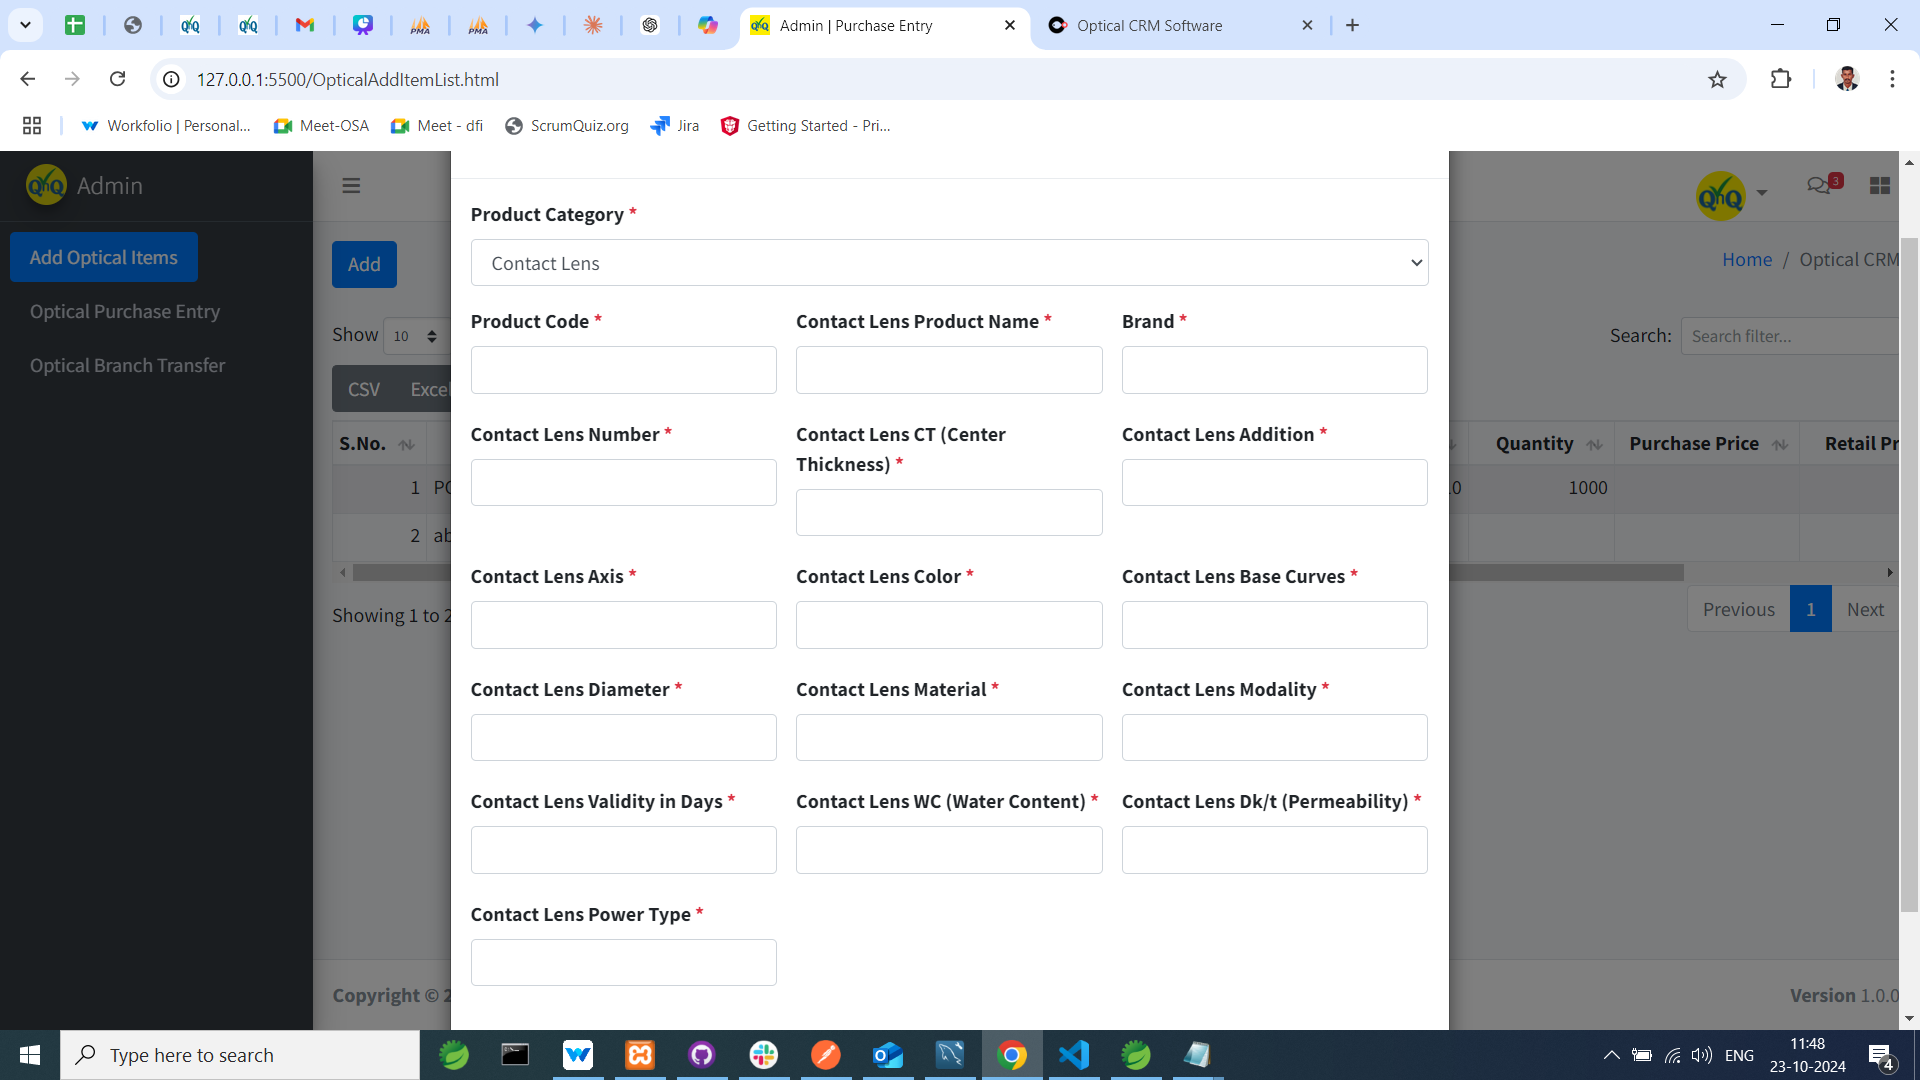 Admin | Purchase Entry
Optical CRM Software
127.0.0.1:5500/OpticalAddItemList.html
Workfolio | Personal...
Meet-OSA
Meet - dfi
ScrumQuiz.org
Jira
Getting Started - Pri...
QnQ Admin
QnQ
3
Add Optical Items
Optical Purchase Entry
Optical Branch Transfer
Add
Home / Optical CRM
Show 10
Search: Search filter...
CSV Excel
S.No.
Quantity
Purchase Price
Retail Pr
1 PC
.0
1000
2 ab
Showing 1 to 2
Previous 1 Next
Product Category *
Contact Lens
Product Code *
Contact Lens Product Name *
Brand *
Contact Lens Number *
Contact Lens CT (Center
Thickness) *
Contact Lens Addition *
Contact Lens Axis *
Contact Lens Color *
Contact Lens Base Curves *
Contact Lens Diameter *
Contact Lens Material *
Contact Lens Modality *
Contact Lens Validity in Days *
Contact Lens WC (Water Content) *
Contact Lens Dk/t (Permeability) *
Contact Lens Power Type *
Copyright © 2
Version 1.0.0
Type here to search
ENG
11:48
23-10-2024
4